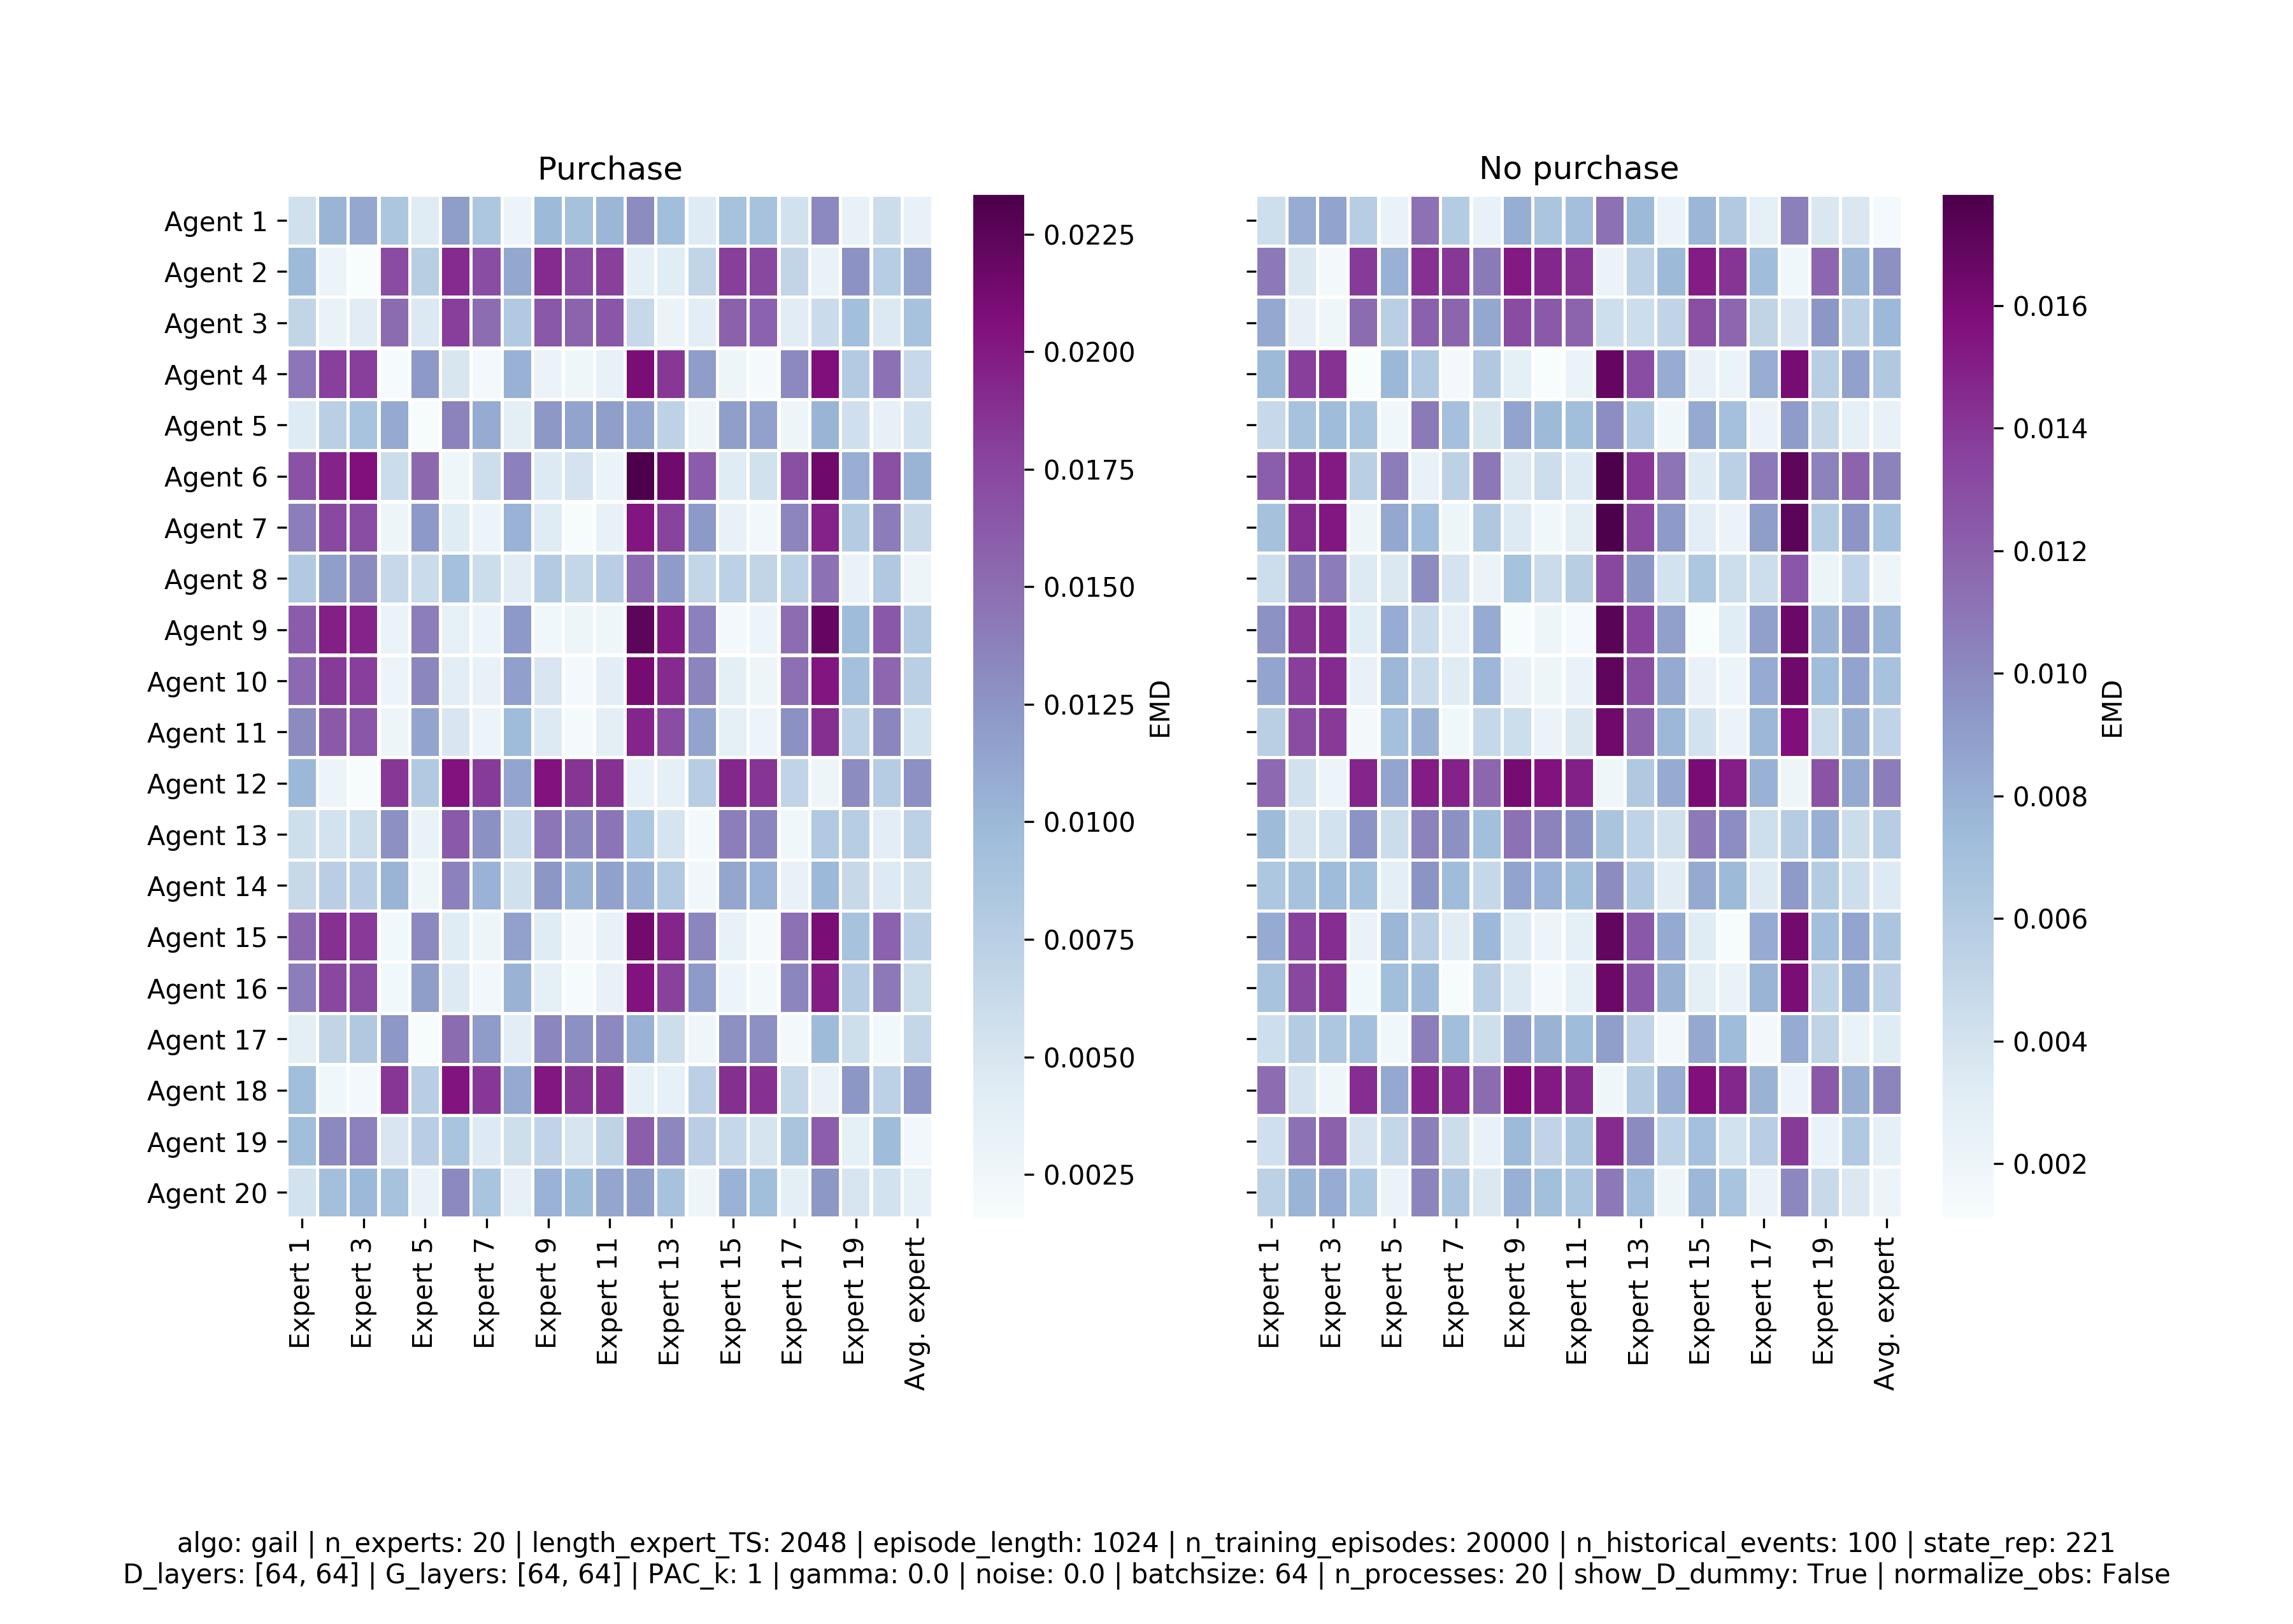 Purchase
Agent 1
Agent 2
Agent 3
Agent 4
Agent 5
Agent 6
Agent 7
Agent 8
Agent 9
Agent 10
Agent 11
Agent 12
Agent 13
Agent 14
Agent 15
Agent 16
Agent 17
Agent 18
Agent 19
Agent 20
Expert 1
Expert 3
Expert 5
Expert 7
Expert 9
Expert 11
Expert 13
Expert 15
Expert 17
Expert 19
Avg. expert
0.0225
0.0200
0.0175
0.0150
0.0125
0.0100
0.0075
0.0050
0.0025
EMD
No purchase
Expert 1
Expert 3
Expert 5
Expert 7
Expert 9
Expert 11
Expert 13
Expert 15
Expert 17
Expert 19
Avg. expert
0.016
0.014
0.012
0.010
0.008
0.006
0.004
0.002
EMD
algo: gail | n_experts: 20 | length_expert_TS: 2048 | episode_length: 1024 | n_training_episodes: 20000 | n_historical_events: 100 | state_rep: 221
D_layers: [64, 64] | G_layers: [64, 64] | PAC_k: 1 | gamma: 0.0 | noise: 0.0 | batchsize: 64 | n_processes: 20 | show_D_dummy: True | normalize_obs: False